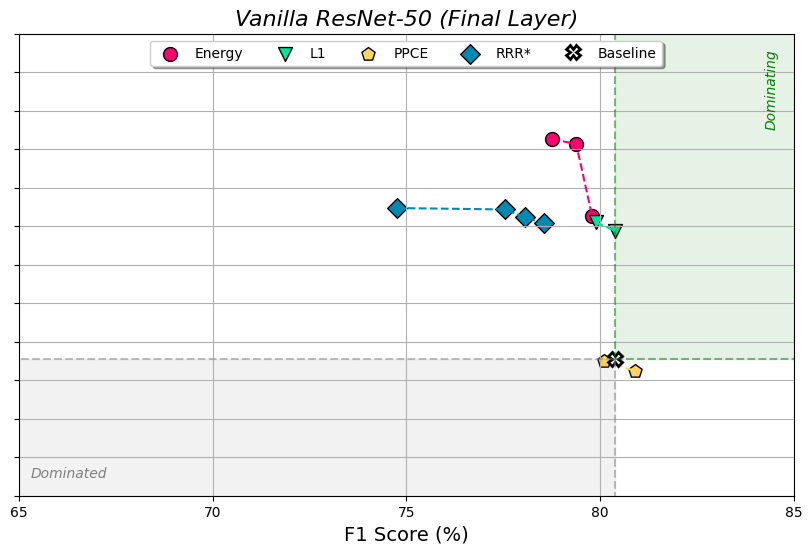 Vanilla ResNet-50 (Final Layer)
Energy L1 PPCE RRR* Baseline
Dominating
Dominated
65 70 75 80 85
F1 Score (%)